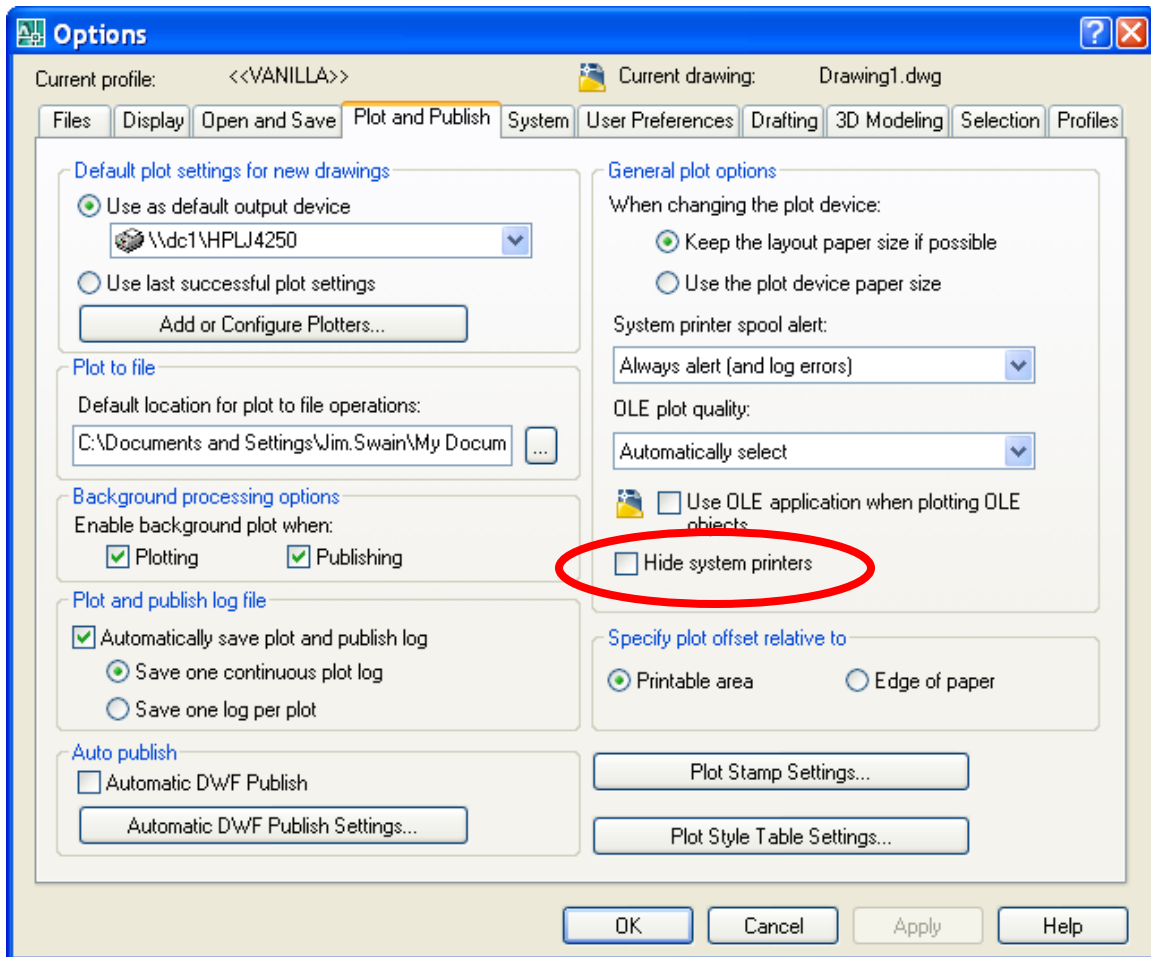 Options
Current profile: <<VANILLA>> Current drawing: Drawing1.dwg
Files Display Open and Save Plot and Publish System User Preferences Drafting 3D Modeling Selection Profiles
Default plot settings for new drawings
Use as default output device
\\dc1\HPLJ4250
Use last successful plot settings
Add or Configure Plotters...
Plot to file
Default location for plot to file operations:
C:\Documents and Settings\Jim.Swain\My Docum ...
Background processing options
Enable background plot when:
Plotting Publishing
Plot and publish log file
Automatically save plot and publish log
Save one continuous plot log
Save one log per plot
Auto publish
Automatic DWF Publish
Automatic DWF Publish Settings...
General plot options
When changing the plot device:
Keep the layout paper size if possible
Use the plot device paper size
System printer spool alert:
Always alert (and log errors)
OLE plot quality:
Automatically select
Use OLE application when plotting OLE
objects
Hide system printers
Specify plot offset relative to
Printable area Edge of paper
Plot Stamp Settings...
Plot Style Table Settings...
OK Cancel Apply Help